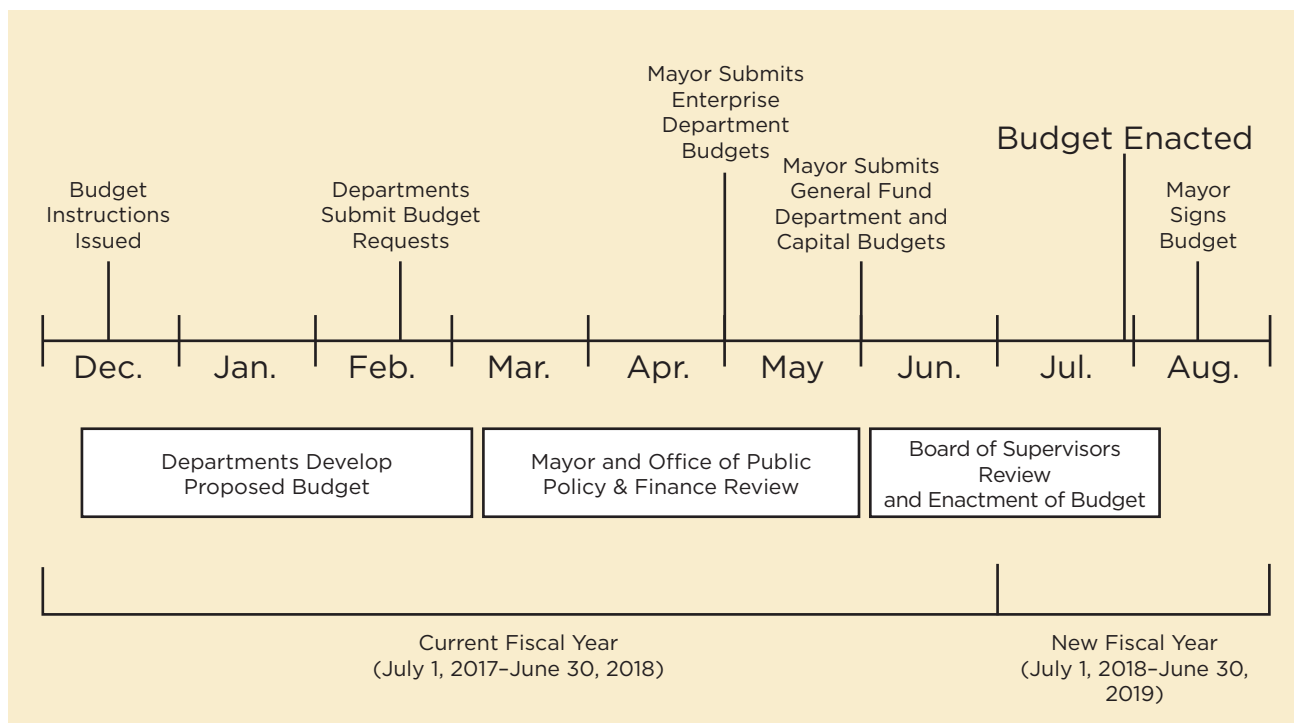 Mayor Submits
Enterprise
Department
Budgets
Budget Enacted
Mayor Submits
General Fund
Department and
Capital Budgets
Budget
Instructions
Issued
Departments
Submit Budget
Requests
Mayor
Signs
Budget
Dec.
Jan.
Feb.
Mar.
Apr.
May
Jun.
Jul.
Aug.
Departments Develop
Proposed Budget
Mayor and Office of Public
Policy & Finance Review
Board of Supervisors
Review
and Enactment of Budget
Current Fiscal Year
(July 1, 2017–June 30, 2018)
New Fiscal Year
(July 1, 2018–June 30,
2019)